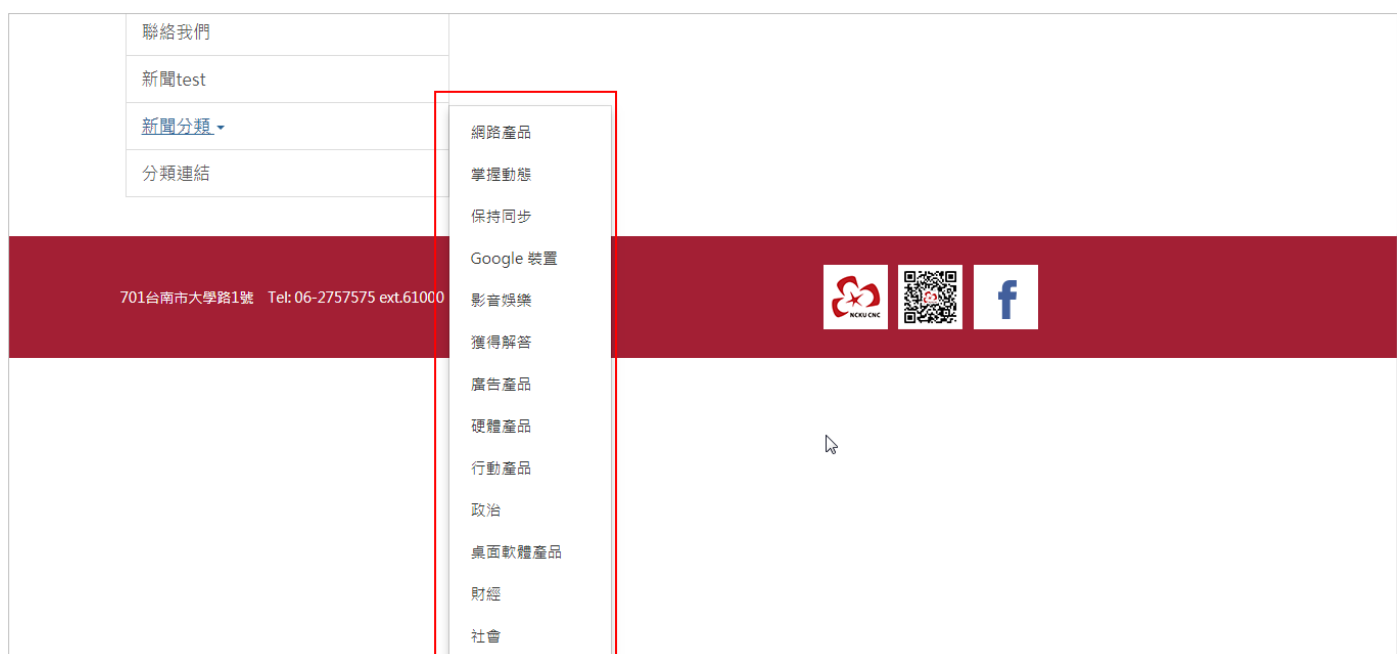 聯絡我們
新聞test
新聞分類
分類連結
網路產品
掌握動態
保持同步
Google 裝置
影音娛樂
獲得解答
廣告產品
硬體產品
行動產品
政治
桌面軟體產品
財經
社會
701台南市大學路1號 Tel: 06-2757575 ext.61000
NCKU CNC
f